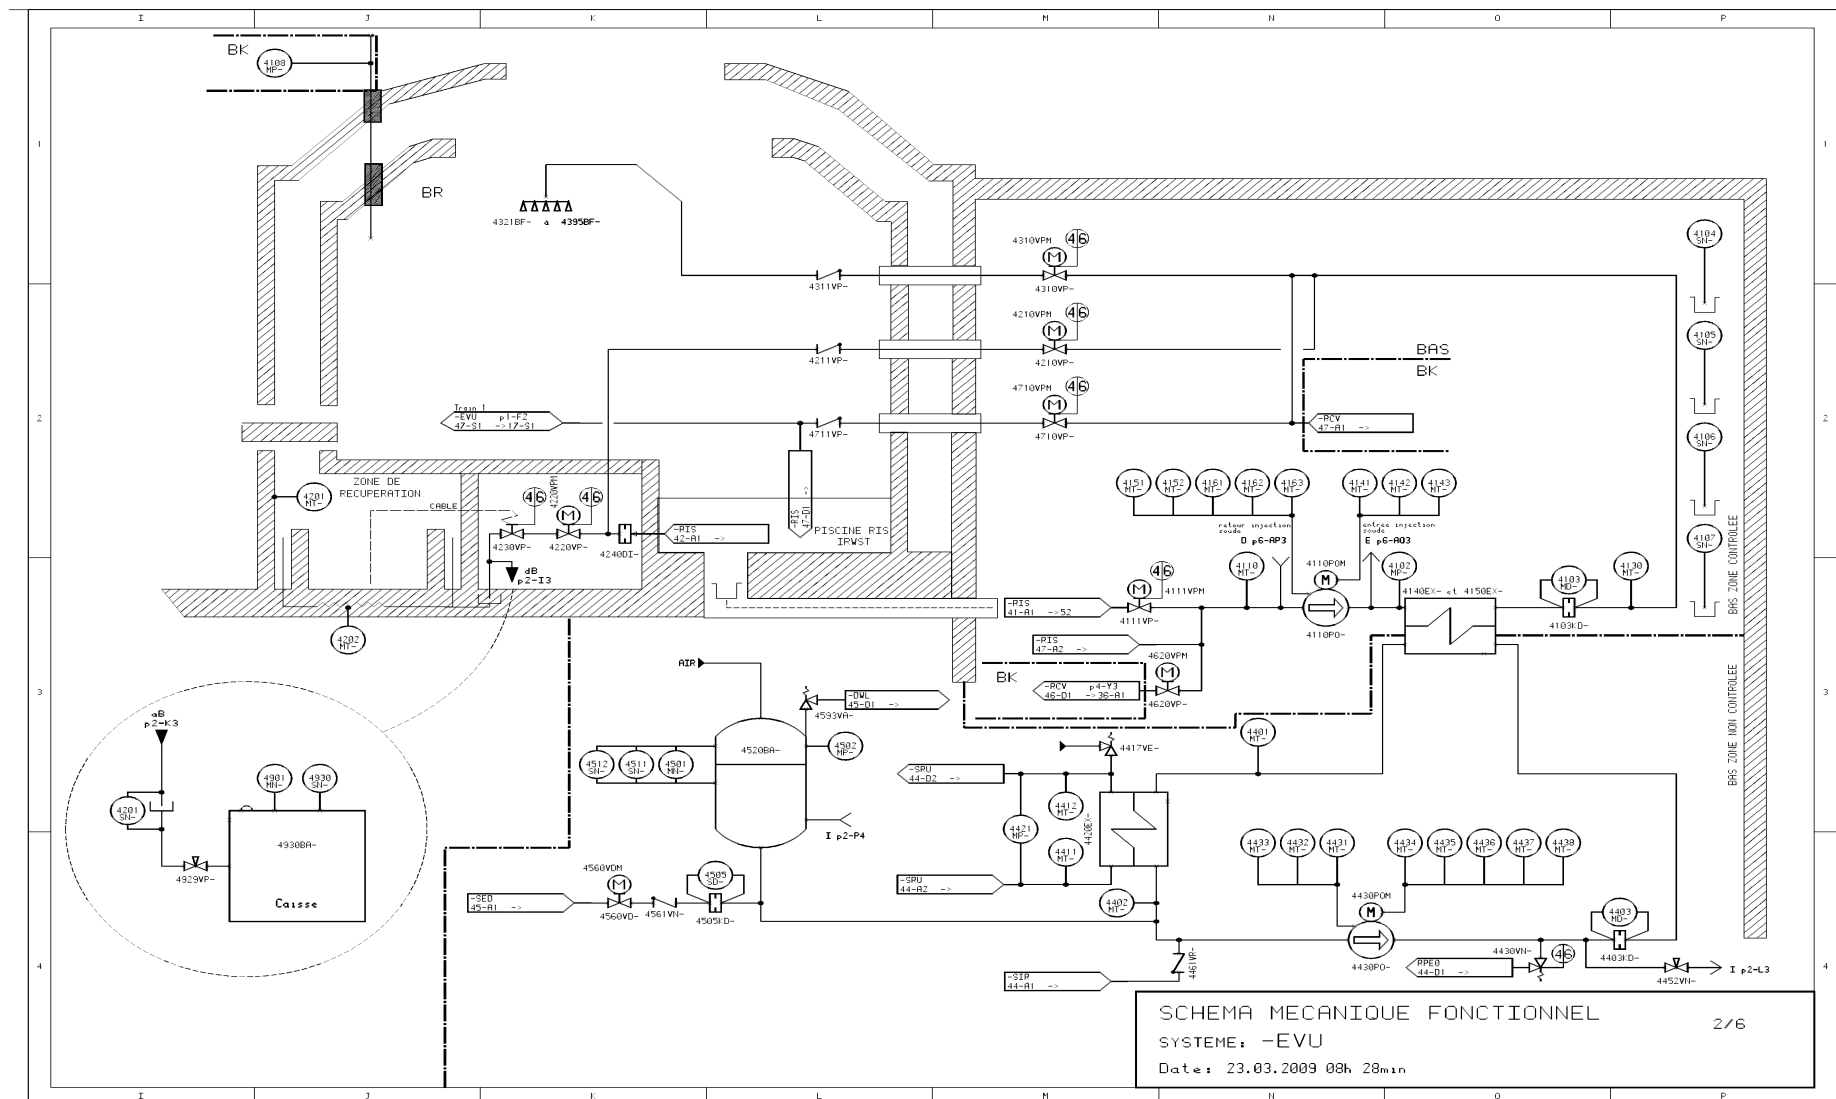 I J K L M N O P
BK
4108
MP-
1
1
BR
4321BF- a 4395BF-
4310VPM
46
M
4311VP-
4310VP-
4104
SN-
4210VPM
46
M
4211VP-
4210VP-
4105
SN-
BAS
BK
4710VPM
46
M
2
2
Train 1
-EVU p1-F2
47-S1 ->17-S1
4711VP-
4710VP-
-RCV
47-A1 ->
4106
SN-
ZONE DE
RECUPERATION
4201
MT-
CABLE
46
4220VPM
46
M
-RIS
47-D1 ->
4151
MT-
4152
MT-
4161
MT-
4162
MT-
4163
MT-
4141
MT-
4142
MT-
4143
MT-
PISCINE RIS
IRWST
4230VP-
4220VP-
4240DI-
-RIS
42-A1 ->
retour injection
soude
D p6-AP3
entree injection
soude
E p6-AQ3
4107
SN-
BAS ZONE CONTROLEE
dB
p2-I3
4110
MT-
4110POM
M
4102
MP-
4103
MD-
4130
MT-
46
M
4111VPM
4140EX- et 4150EX-
-RIS
41-A1 ->52
4111VP-
4110PO-
4103KD-
4202
MT-
-RIS
47-A2 ->
4620VPM
M
AIR
BK
-RCV p4-Y3
46-D1 ->36-A1
4620VP-
3
3
-DWL
45-D1 ->
4593VA-
BAS ZONE NON CONTROLEE
aB
p2-K3
4520BA-
4502
MP-
4512
SN-
4511
SN-
4501
MN-
4401
MT-
4417VE-
-SRU
44-D2 ->
4901
MN-
4930
SN-
4201
SN-
4412
MT-
4421
MP-
4411
MT-
4420EX-
I p2-P4
4930BA-
4929VP-
Caisse
4433
MT-
4432
MT-
4431
MT-
4434
MT-
4435
MT-
4436
MT-
4437
MT-
4438
MT-
4560VDM
M
4505
SD-
-SRU
44-A2 ->
-SED
45-A1 ->
4560VD-
4561VN-
4505KD-
4402
MT-
4430POM
M
4403
MD-
4461VR-
4430PO-
4430VN-
46
4403KD-
RPE0
44-D1 ->
4452VN-
I p2-L3
-SIR
44-A1 ->
4
4
SCHEMA MECANIQUE FONCTIONNEL
2/6
SYSTEME: -EVU
Date: 23.03.2009 08h 28min
I J K L M N O P